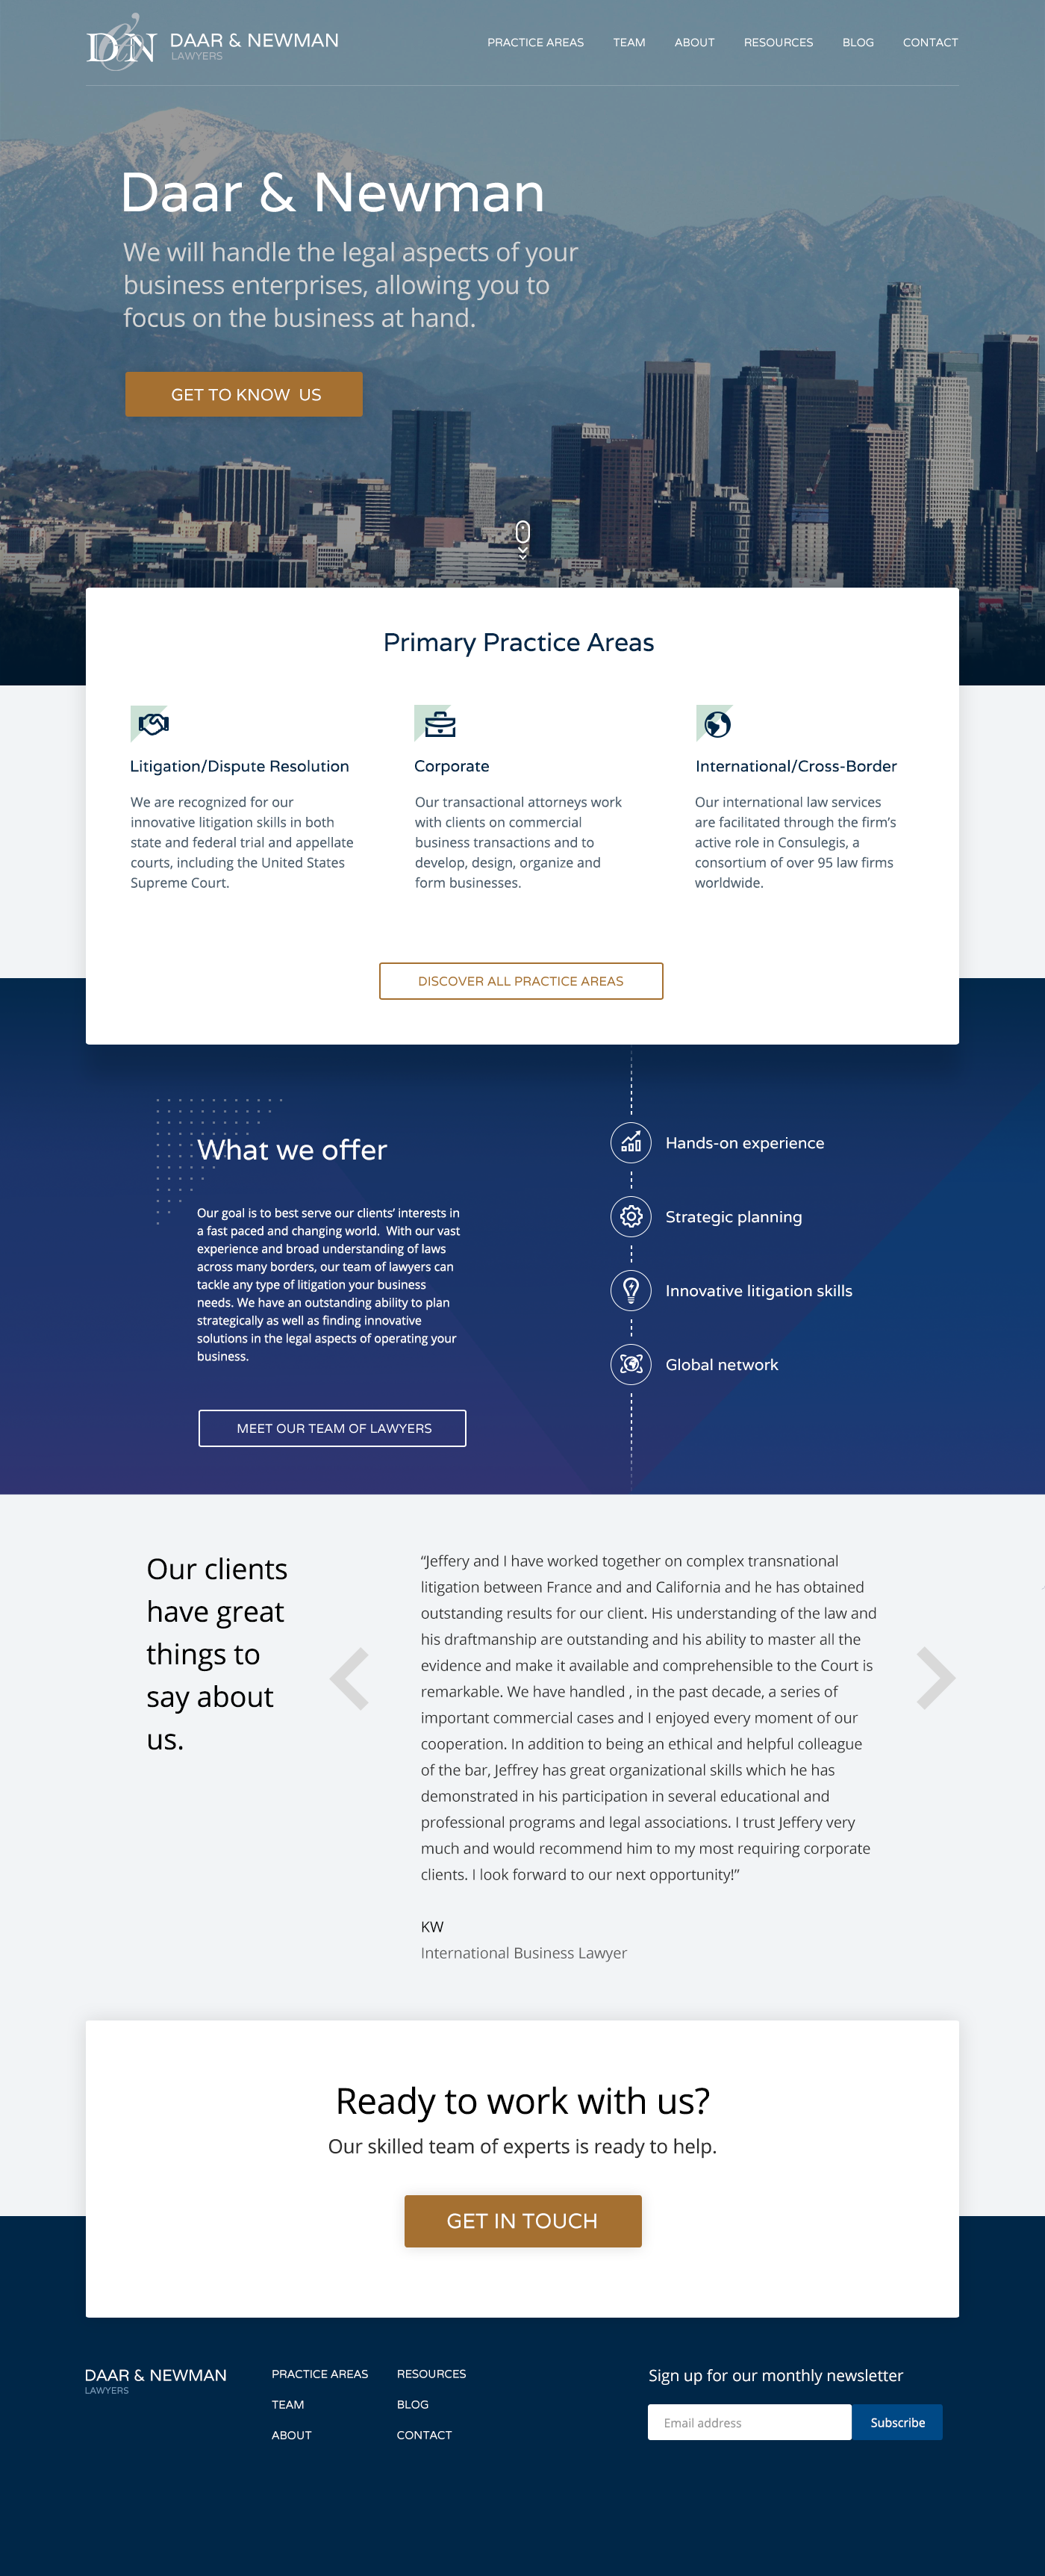 D&N
DAAR & NEWMAN
LAWYERS
PRACTICE AREAS TEAM ABOUT RESOURCES BLOG CONTACT
Daar & Newman
We will handle the legal aspects of your
business enterprises, allowing you to
focus on the business at hand.
GET TO KNOW  US
Primary Practice Areas
Litigation/Dispute Resolution
We are recognized for our
innovative litigation skills in both
state and federal trial and appellate
courts, including the United States
Supreme Court.
Corporate
Our transactional attorneys work
with clients on commercial
business transactions and to
develop, design, organize and
form businesses.
International/Cross-Border
Our international law services
are facilitated through the firm’s
active role in Consulegis, a
consortium of over 95 law firms
worldwide.
DISCOVER ALL PRACTICE AREAS
What we offer
Our goal is to best serve our clients’ interests in
a fast paced and changing world.  With our vast
experience and broad understanding of laws
across many borders, our team of lawyers can
tackle any type of litigation your business
needs. We have an outstanding ability to plan
strategically as well as finding innovative
solutions in the legal aspects of operating your
business.
MEET OUR TEAM OF LAWYERS
Hands-on experience
Strategic planning
Innovative litigation skills
Global network
Our clients
have great
things to
say about
us.
“Jeffery and I have worked together on complex transnational
litigation between France and and California and he has obtained
outstanding results for our client. His understanding of the law and
his draftmanship are outstanding and his ability to master all the
evidence and make it available and comprehensible to the Court is
remarkable. We have handled , in the past decade, a series of
important commercial cases and I enjoyed every moment of our
cooperation. In addition to being an ethical and helpful colleague
of the bar, Jeffrey has great organizational skills which he has
demonstrated in his participation in several educational and
professional programs and legal associations. I trust Jeffery very
much and would recommend him to my most requiring corporate
clients. I look forward to our next opportunity!”
KW
International Business Lawyer
Ready to work with us?
Our skilled team of experts is ready to help.
GET IN TOUCH
DAAR & NEWMAN
LAWYERS
PRACTICE AREAS
TEAM
ABOUT
RESOURCES
BLOG
CONTACT
Sign up for our monthly newsletter
Email address
Subscribe